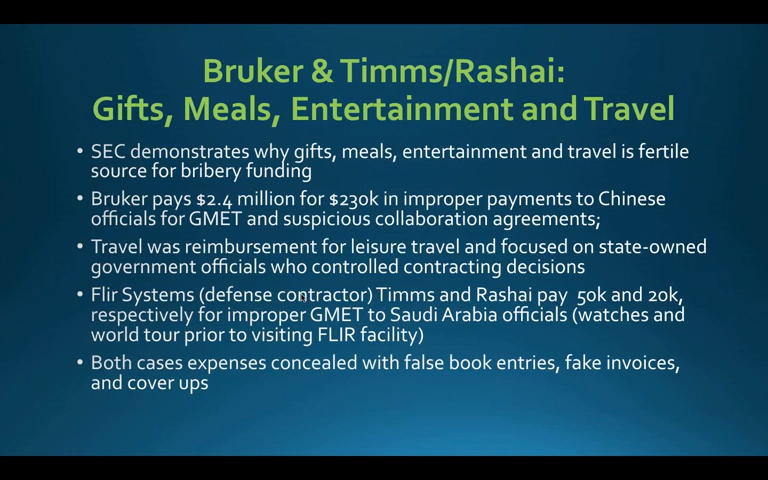 Bruker & Timms/Rashai:
Gifts, Meals, Entertainment and Travel
• SEC demonstrates why gifts, meals, entertainment and travel is fertile
source for bribery funding
• Bruker pays $2.4 million for $230k in improper payments to Chinese
officials for GMET and suspicious collaboration agreements;
• Travel was reimbursement for leisure travel and focused on state-owned
government officials who controlled contracting decisions
• Flir Systems (defense contractor) Timms and Rashai pay  50k and 20k,
respectively for improper GMET to Saudi Arabia officials (watches and
world tour prior to visiting FLIR facility)
• Both cases expenses concealed with false book entries, fake invoices,
and cover ups